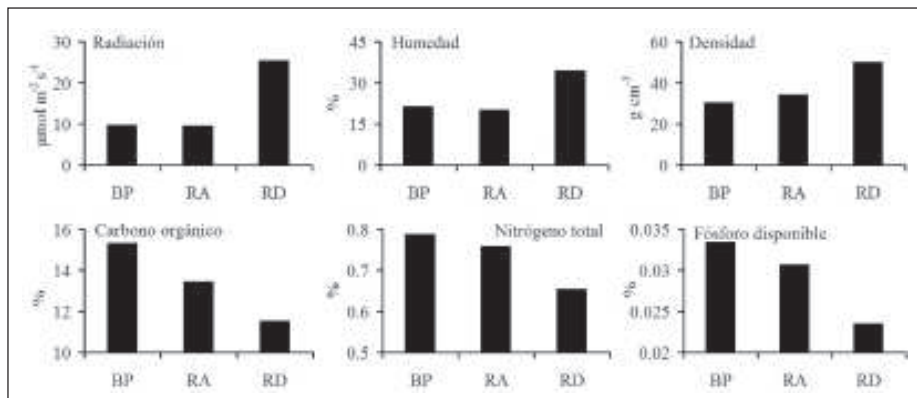 Radiación
µmol m-2 s-1
30
20
10
0
BP RA RD
Humedad
%
45
30
15
0
BP RA RD
Densidad
g cm-3
60
40
20
0
BP RA RD
Carbono orgánico
%
16
14
12
10
BP RA RD
Nitrógeno total
%
0.8
0.7
0.6
0.5
BP RA RD
Fósforo disponible
%
0.035
0.03
0.025
0.02
BP RA RD